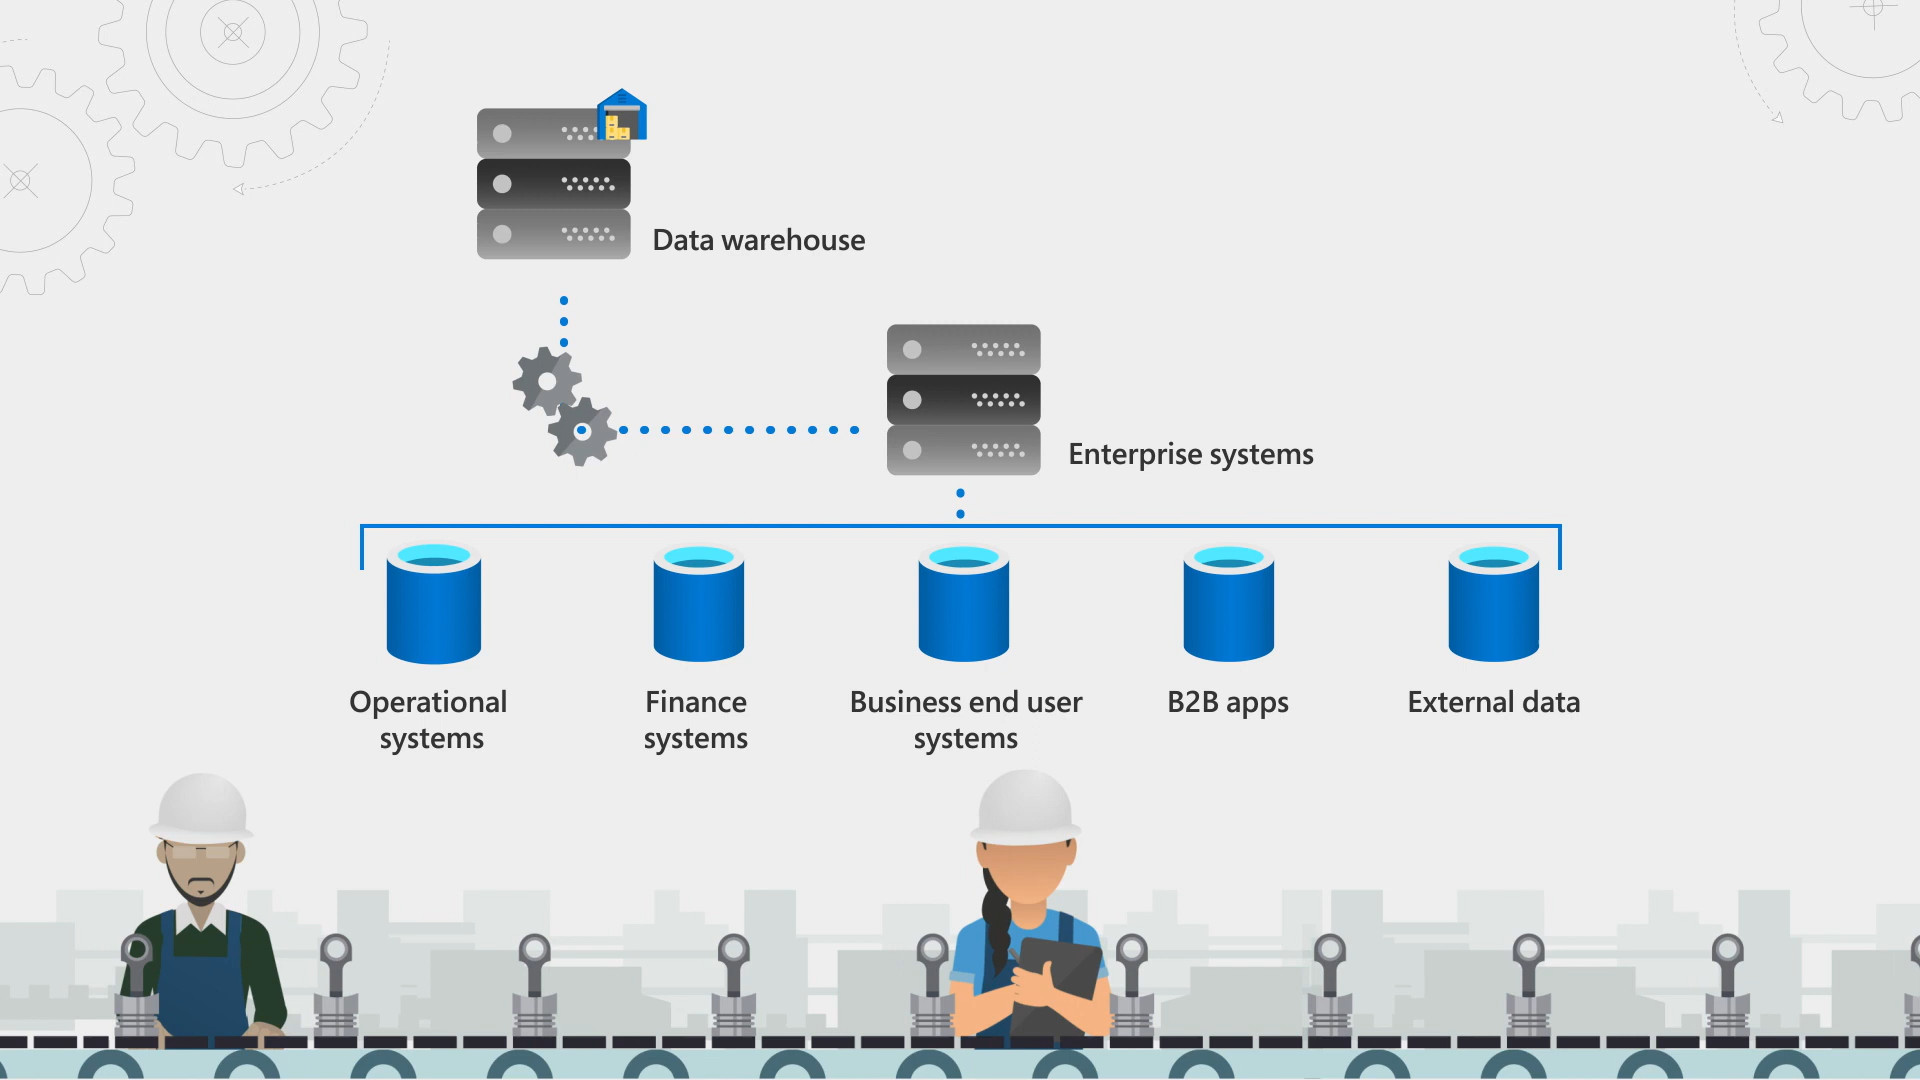 Data warehouse
Enterprise systems
Operational
systems
Finance
systems
Business end user
systems
B2B apps
External data